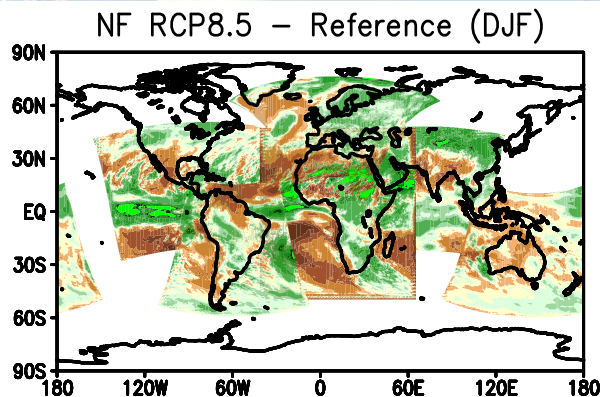 NF RCP8.5 – Reference (DJF)
90N
60N
30N
EQ
30S
60S
90S
180 120W 60W 0 60E 120E 180